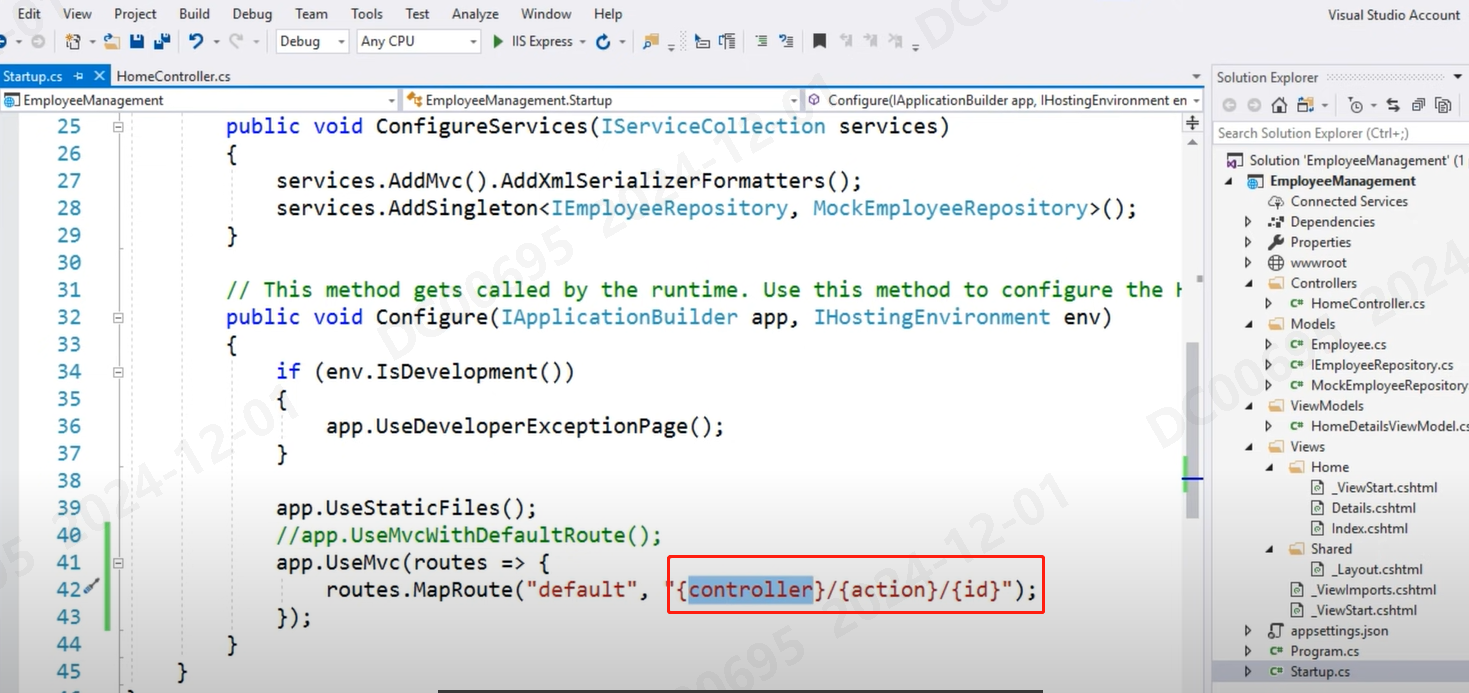 Edit View Project Build Debug Team Tools Test Analyze Window Help
Visual Studio Account
Debug Any CPU IIS Express
Startup.cs HomeController.cs
EmployeeManagement EmployeeManagement.Startup Configure(IApplicationBuilder app, IHostingEnvironment en
25 public void ConfigureServices(IServiceCollection services)
26 {
27 services.AddMvc().AddXmlSerializerFormatters();
28 services.AddSingleton<IEmployeeRepository, MockEmployeeRepository>();
29 }
30
31 // This method gets called by the runtime. Use this method to configure the H
32 public void Configure(IApplicationBuilder app, IHostingEnvironment env)
33 {
34 if (env.IsDevelopment())
35 {
36 app.UseDeveloperExceptionPage();
37 }
38
39 app.UseStaticFiles();
40 //app.UseMvcWithDefaultRoute();
41 app.UseMvc(routes => {
42 routes.MapRoute("default", "{controller}/{action}/{id}");
43 });
44 }
45 }
Solution Explorer
Search Solution Explorer (Ctrl+;)
Solution 'EmployeeManagement' (1
EmployeeManagement
Connected Services
Dependencies
Properties
wwwroot
Controllers
C# HomeController.cs
Models
C# Employee.cs
C# IEmployeeRepository.cs
C# MockEmployeeRepository
ViewModels
C# HomeDetailsViewModel.cs
Views
Home
_ViewStart.cshtml
Details.cshtml
Index.cshtml
Shared
_Layout.cshtml
_ViewImports.cshtml
_ViewStart.cshtml
appsettings.json
C# Program.cs
C# Startup.cs
DC00695 2024-12-01
DC00695 2024-12-01